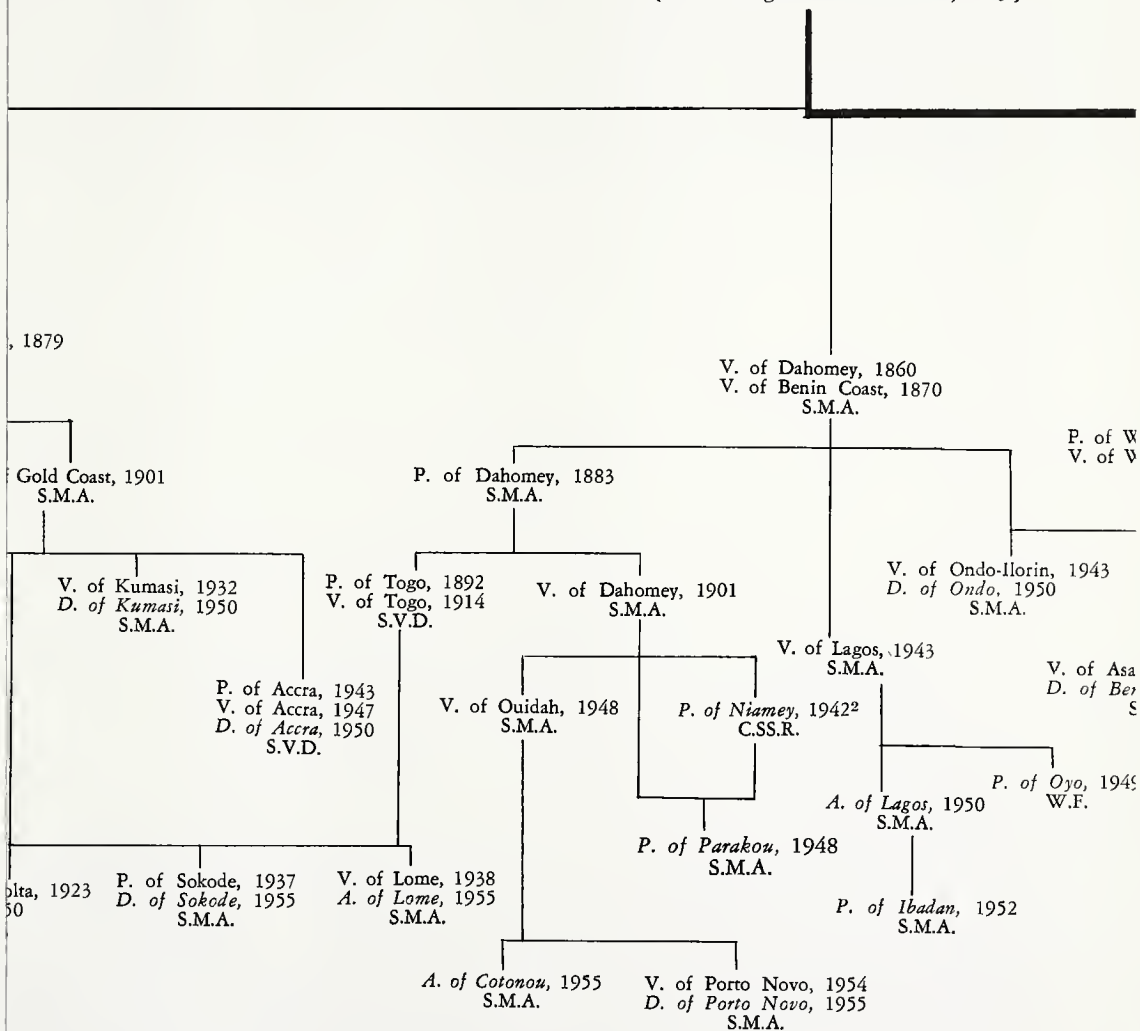 , 1879
V. of Dahomey, 1860
V. of Benin Coast, 1870
S.M.A.
P. of
V. of
Gold Coast, 1901
S.M.A.
P. of Dahomey, 1883
S.M.A.
V. of Kumasi, 1932
D. of Kumasi, 1950
S.M.A.
P. of Togo, 1892
V. of Togo, 1914
S.V.D.
V. of Dahomey, 1901
S.M.A.
V. of Ondo-Ilorin, 1943
D. of Ondo, 1950
S.M.A.
P. of Accra, 1943
V. of Accra, 1947
D. of Accra, 1950
S.V.D.
V. of Ouidah, 1948
S.M.A.
P. of Niamey, 1942²
C.SS.R.
V. of Lagos, 1943
S.M.A.
V. of Asa
D. of Ben
S
P. of Parakou, 1948
S.M.A.
A. of Lagos, 1950
S.M.A.
P. of Oyo, 1949
W.F.
olta, 1923
50
P. of Sokode, 1937
D. of Sokode, 1955
S.M.A.
V. of Lome, 1938
A. of Lome, 1955
S.M.A.
P. of Ibadan, 1952
S.M.A.
A. of Cotonou, 1955
S.M.A.
V. of Porto Novo, 1954
D. of Porto Novo, 1955
S.M.A.